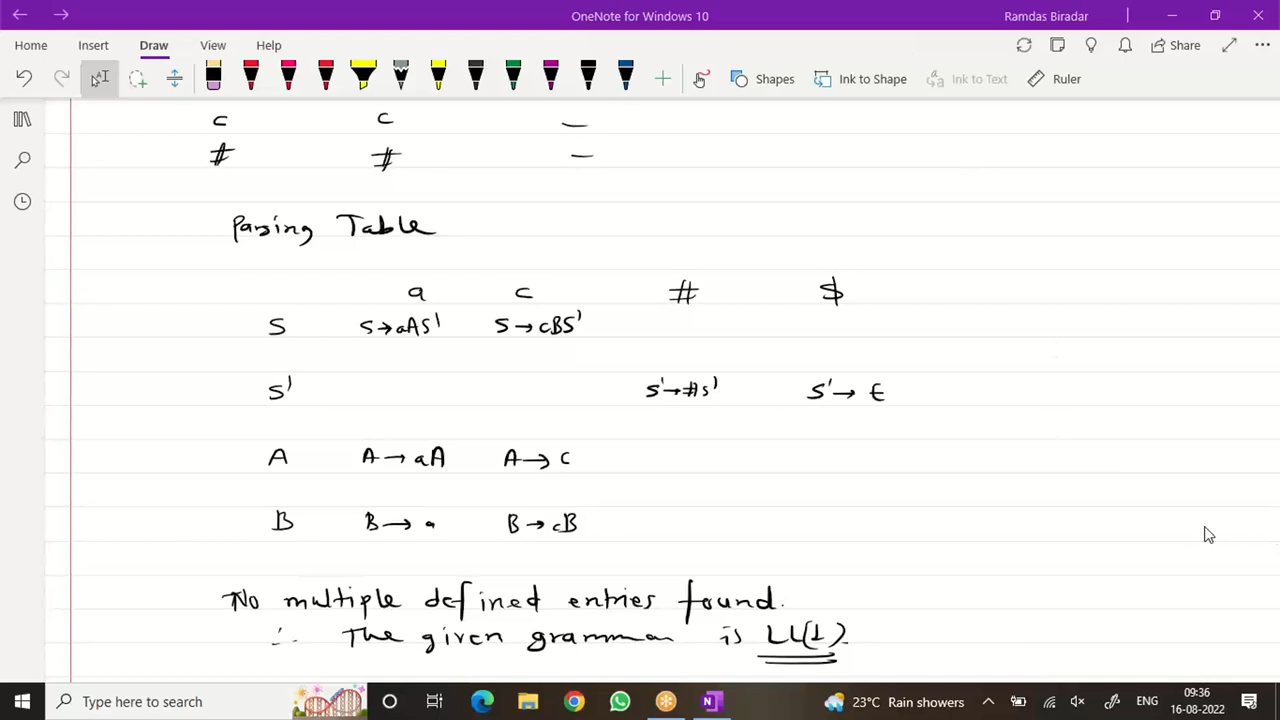 OneNote for Windows 10
Ramdas Biradar
Home Insert Draw View Help
Share
Shapes Ink to Shape Ink to Text Ruler
c c —
# # —
Parsing Table
a c # $
S S→aAS' S→cBS'
S' S'→#S' S'→ ϵ
A A→aA A→c
B B→a B→cB
No multiple defined entries found.
∴ The given grammar is LL(1).
Type here to search
23°C Rain showers
ENG
09:36
16-08-2022